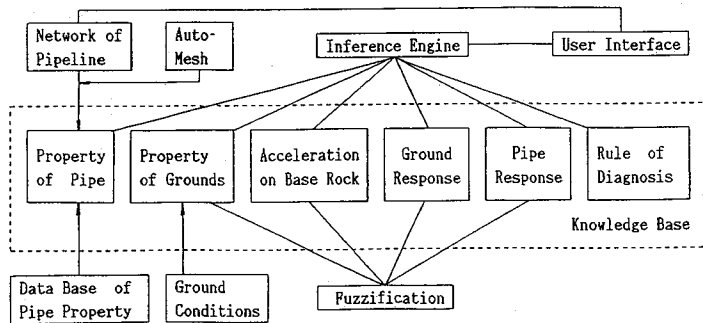 Network of
Pipeline
Auto-
Mesh
Inference Engine
User Interface
Property
of Pipe
Property
of Grounds
Acceleration
on Base Rock
Ground
Response
Pipe
Response
Rule of
Diagnosis
Knowledge Base
Data Base of
Pipe Property
Ground
Conditions
Fuzzification